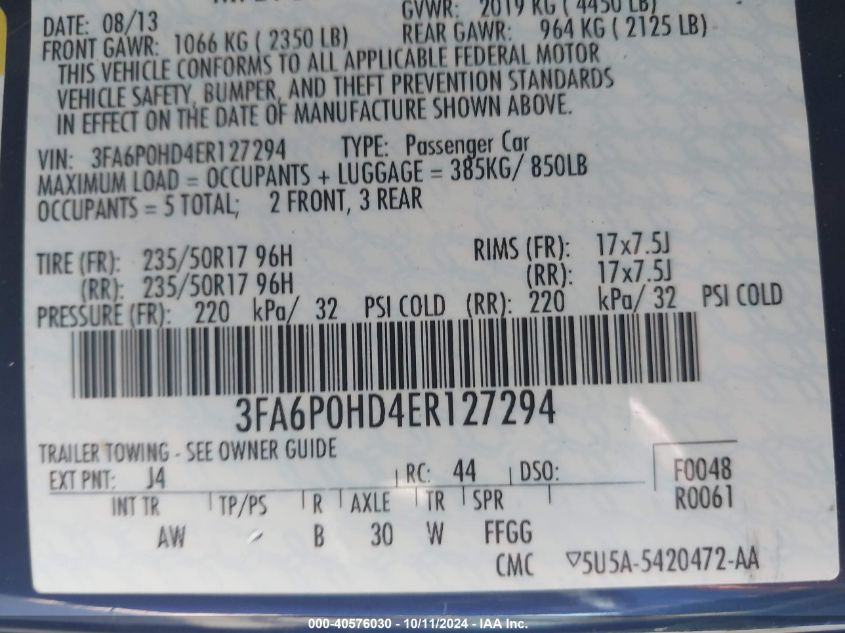 GVWR: 2019 KG ( 4450 LB)
DATE: 08/13
FRONT GAWR: 1066 KG ( 2350 LB) REAR GAWR: 964 KG ( 2125 LB)
THIS VEHICLE CONFORMS TO ALL APPLICABLE FEDERAL MOTOR
VEHICLE SAFETY, BUMPER, AND THEFT PREVENTION STANDARDS
IN EFFECT ON THE DATE OF MANUFACTURE SHOWN ABOVE.
VIN: 3FA6P0HD4ER127294 TYPE: Passenger Car
MAXIMUM LOAD = OCCUPANTS + LUGGAGE = 385KG/ 850LB
OCCUPANTS = 5 TOTAL; 2 FRONT, 3 REAR
TIRE (FR): 235/50R17 96H RIMS (FR): 17x7.5J
(RR): 235/50R17 96H (RR): 17x7.5J
PRESSURE (FR): 220 kPa/ 32 PSI COLD (RR): 220 kPa/ 32 PSI COLD
3FA6P0HD4ER127294
TRAILER TOWING - SEE OWNER GUIDE
EXT PNT: J4 RC: 44 DSO: F0048
INT TR TP/PS R AXLE TR SPR R0061
AW B 30 W FFGG
CMC ▽5U5A-5420472-AA
000-40576030 - 10/11/2024 - IAA Inc.